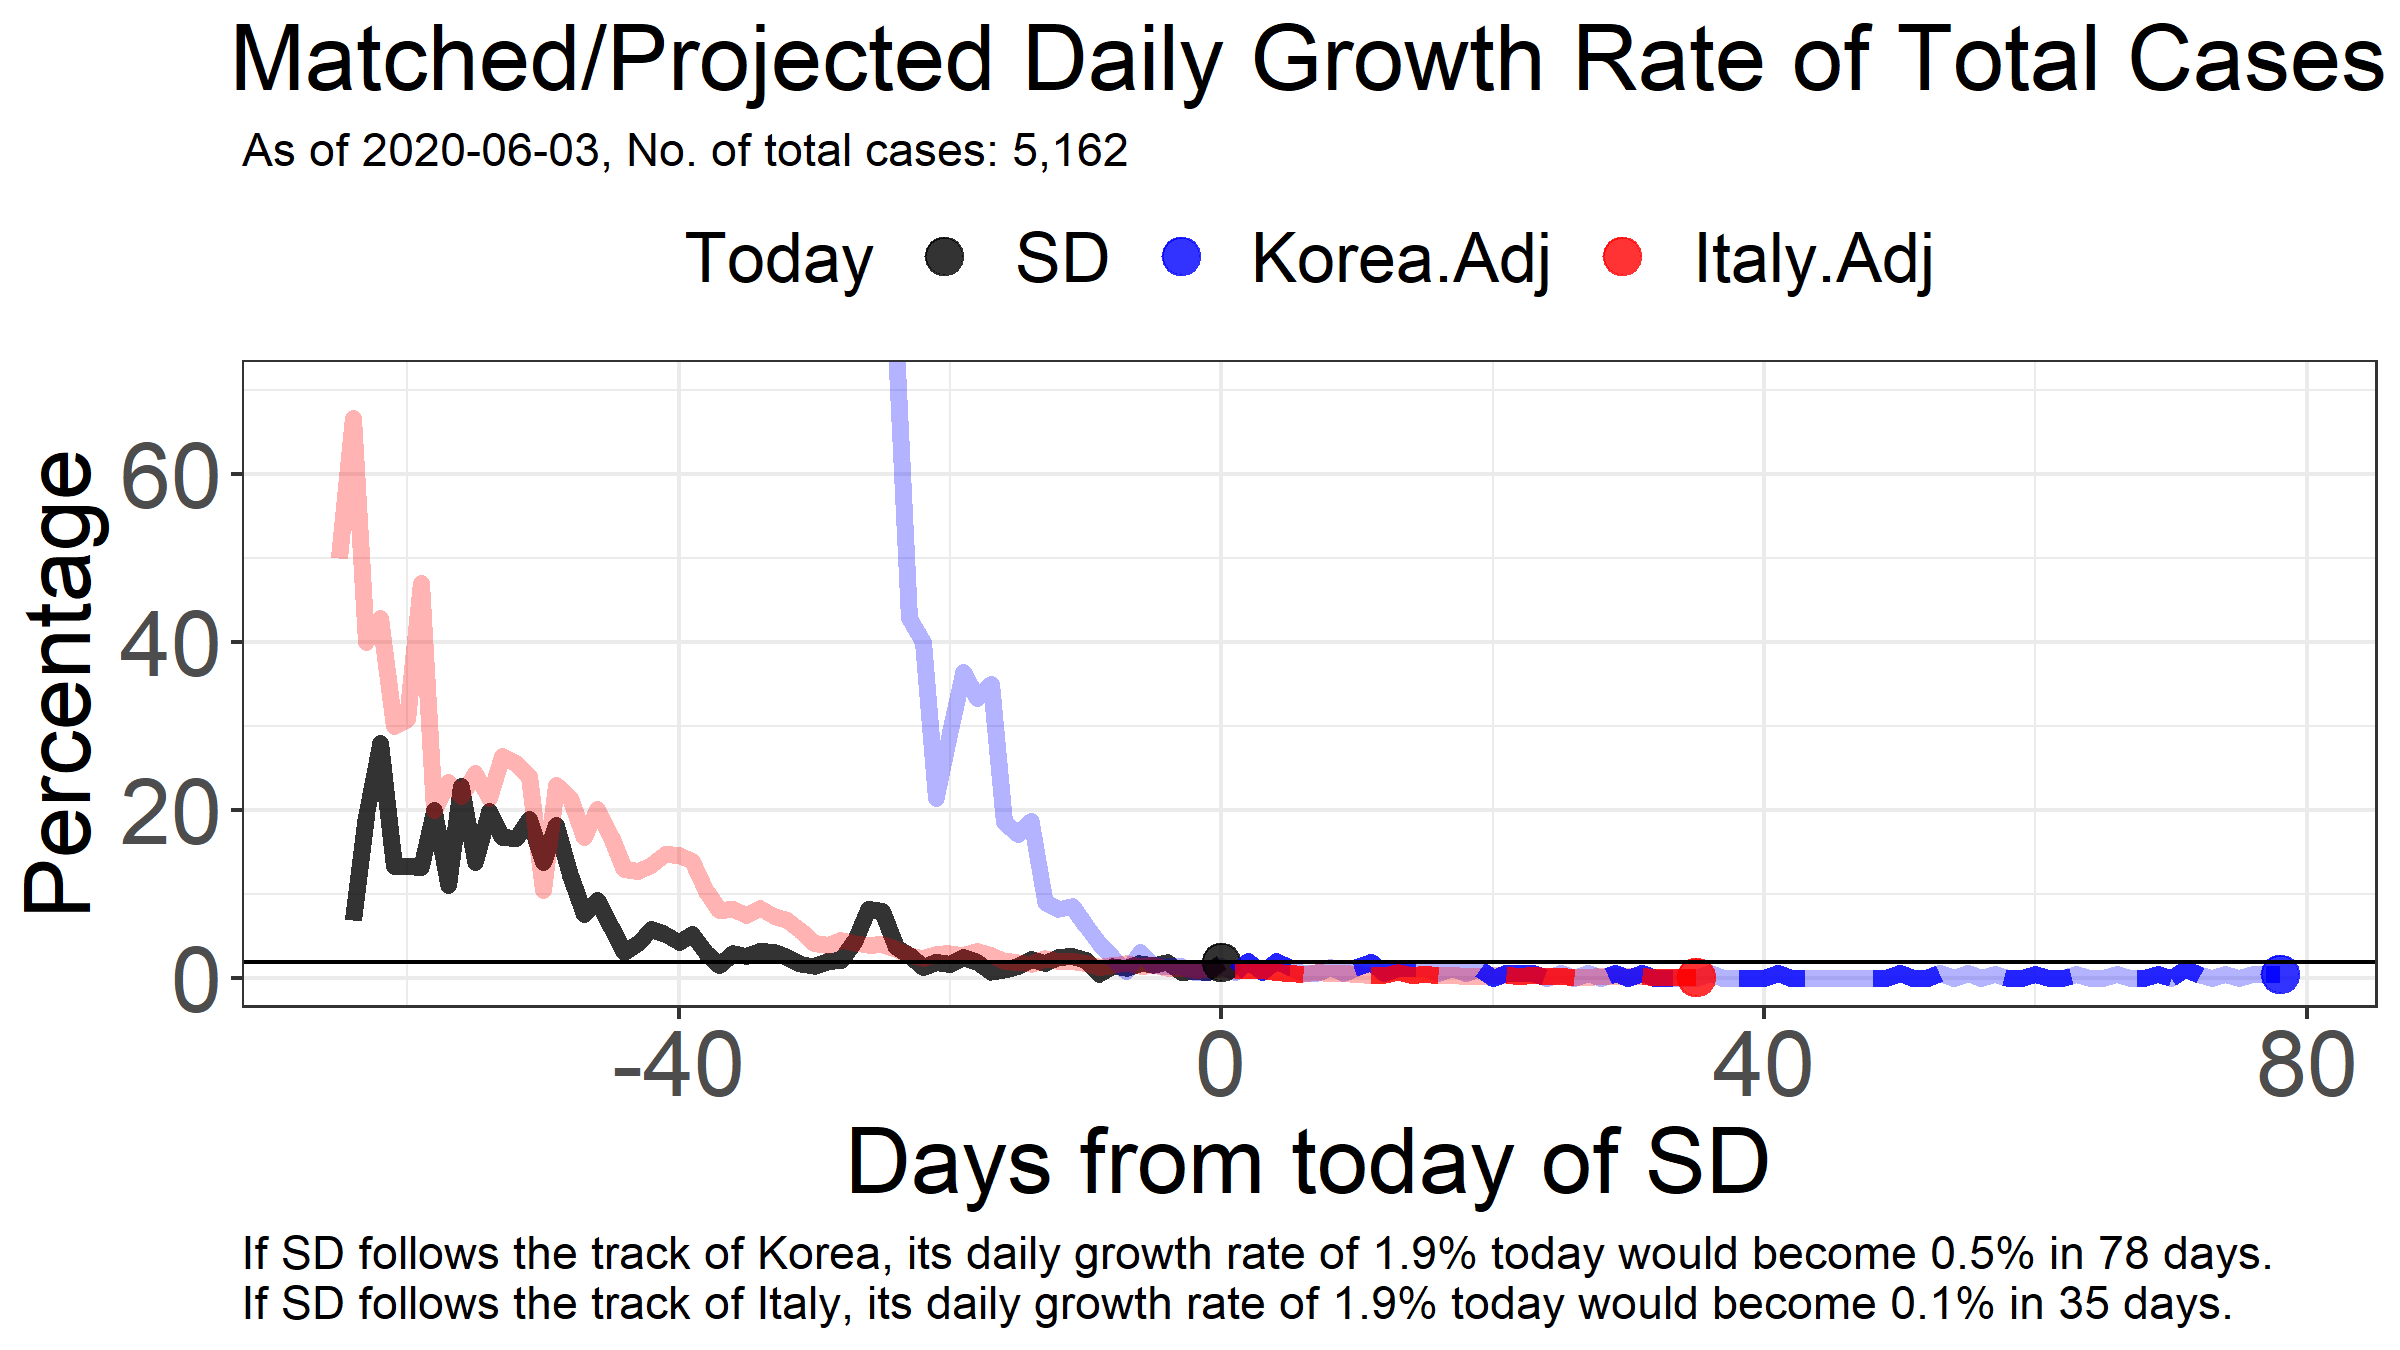 Matched/Projected Daily Growth Rate of Total Cases
As of 2020-06-03, No. of total cases: 5,162
Today SD Korea.Adj Italy.Adj
Percentage
60
40
20
0
-40 0 40 80
Days from today of SD
If SD follows the track of Korea, its daily growth rate of 1.9% today would become 0.5% in 78 days.
If SD follows the track of Italy, its daily growth rate of 1.9% today would become 0.1% in 35 days.